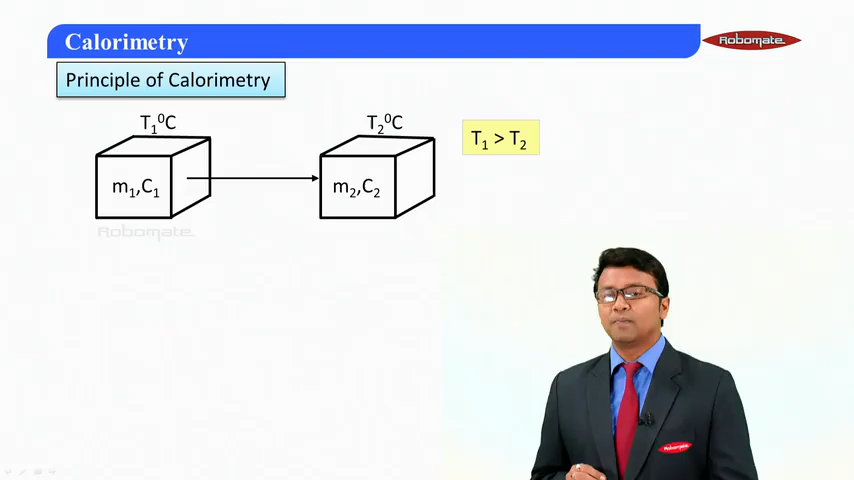 Calorimetry
Robomate
Principle of Calorimetry
T₁⁰C
T₂⁰C
T₁ > T₂
m₁,C₁
m₂,C₂
Robomate
Robomate